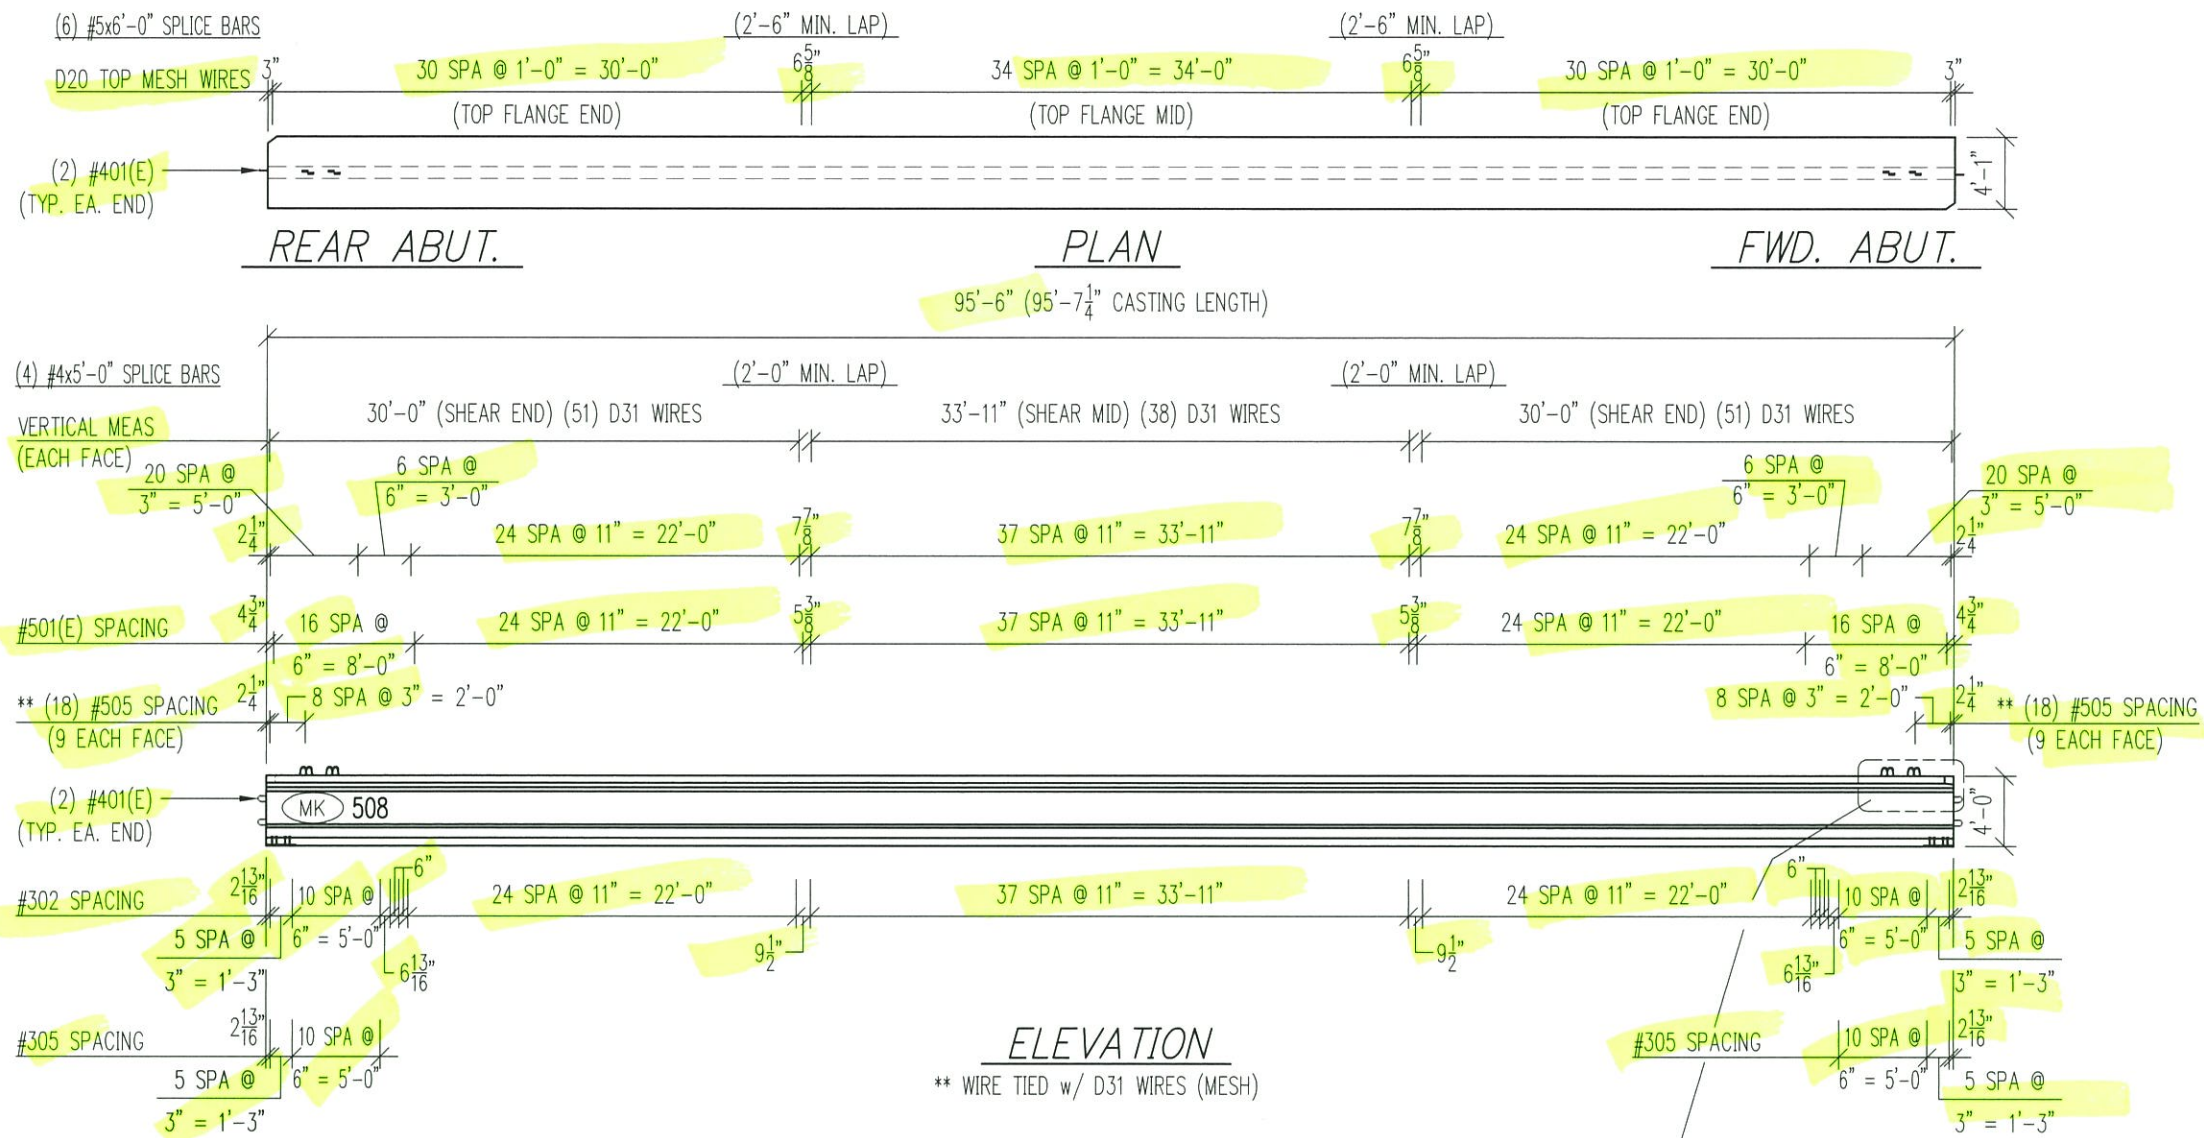 (6) #5x6'-0" SPLICE BARS
(2'-6" MIN. LAP)
(2'-6" MIN. LAP)
D20 TOP MESH WIRES
3"
30 SPA @ 1'-0" = 30'-0"
6 5/8"
34 SPA @ 1'-0" = 34'-0"
6 5/8"
30 SPA @ 1'-0" = 30'-0"
3"
(TOP FLANGE END)
(TOP FLANGE MID)
(TOP FLANGE END)
(2) #401(E)
(TYP. EA. END)
4'-1"
REAR ABUT.
PLAN
FWD. ABUT.
95'-6" (95'-7 1/4" CASTING LENGTH)
(4) #4x5'-0" SPLICE BARS
(2'-0" MIN. LAP)
(2'-0" MIN. LAP)
VERTICAL MEAS
(EACH FACE)
30'-0" (SHEAR END) (51) D31 WIRES
33'-11" (SHEAR MID) (38) D31 WIRES
30'-0" (SHEAR END) (51) D31 WIRES
20 SPA @
3" = 5'-0"
6 SPA @
6" = 3'-0"
6 SPA @
6" = 3'-0"
20 SPA @
3" = 5'-0"
2 1/4"
24 SPA @ 11" = 22'-0"
7 7/8"
37 SPA @ 11" = 33'-11"
7 7/8"
24 SPA @ 11" = 22'-0"
2 1/4"
#501(E) SPACING
4 3/4"
16 SPA @
6" = 8'-0"
24 SPA @ 11" = 22'-0"
5 3/8"
37 SPA @ 11" = 33'-11"
5 3/8"
24 SPA @ 11" = 22'-0"
16 SPA @
6" = 8'-0"
4 3/4"
** (18) #505 SPACING
(9 EACH FACE)
2 1/4"
8 SPA @ 3" = 2'-0"
8 SPA @ 3" = 2'-0"
2 1/4"
** (18) #505 SPACING
(9 EACH FACE)
(2) #401(E)
(TYP. EA. END)
MK 508
4'-0"
#302 SPACING
2 13/16"
5 SPA @
3" = 1'-3"
10 SPA @
6" = 5'-0"
6"
6 13/16"
24 SPA @ 11" = 22'-0"
9 1/2"
37 SPA @ 11" = 33'-11"
9 1/2"
24 SPA @ 11" = 22'-0"
6"
6 13/16"
10 SPA @
6" = 5'-0"
2 13/16"
5 SPA @
3" = 1'-3"
#305 SPACING
2 13/16"
5 SPA @
3" = 1'-3"
10 SPA @
6" = 5'-0"
ELEVATION
** WIRE TIED w/ D31 WIRES (MESH)
#305 SPACING
10 SPA @
6" = 5'-0"
2 13/16"
5 SPA @
3" = 1'-3"